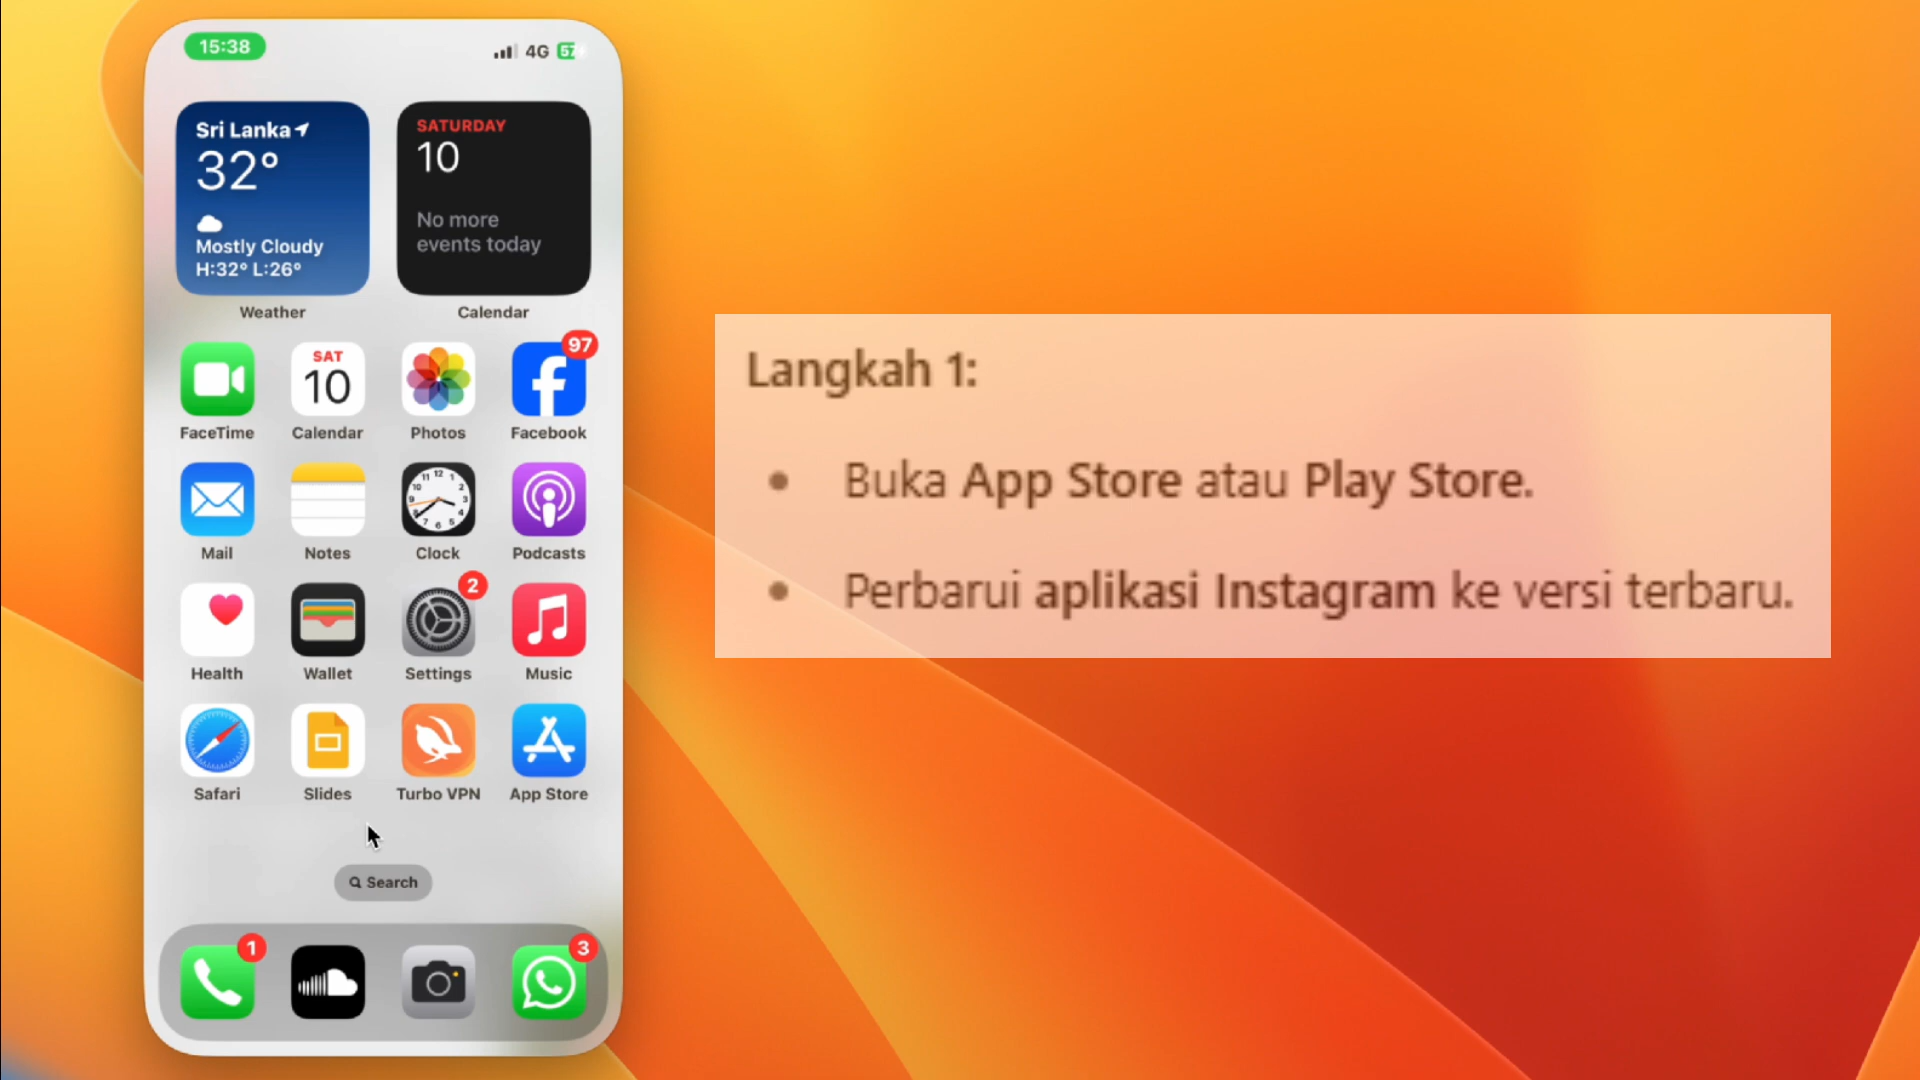 15:38
4G 57
Sri Lanka
32°
Mostly Cloudy
H:32° L:26°
Weather
SATURDAY
10
No more
events today
Calendar
97
SAT
10
FaceTime
Calendar
Photos
Facebook
Mail
Notes
Clock
Podcasts
2
Health
Wallet
Settings
Music
Safari
Slides
Turbo VPN
App Store
Search
1
3
Langkah 1:
• Buka App Store atau Play Store.
• Perbarui aplikasi Instagram ke versi terbaru.